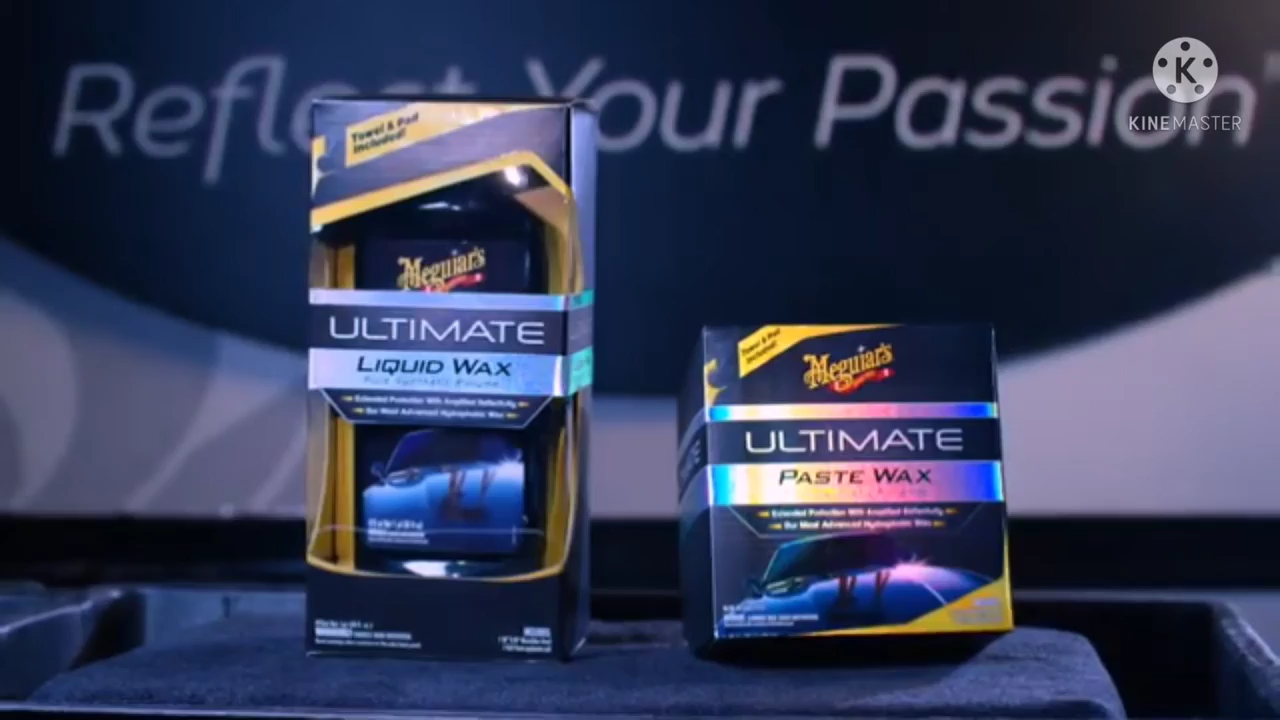 Reflect Your Passion
KINEMASTER
Towel & Pad
Included!
Meguiar's
ULTIMATE
LIQUID WAX
Pure Synthetic
Extended Protection With Amplified Reflectivity
Our Most Advanced Hydrophobic Wax
Towel & Pad
Included!
Meguiar's
ULTIMATE
PASTE WAX
Extended Protection With Amplified Reflectivity
Our Most Advanced Hydrophobic Wax